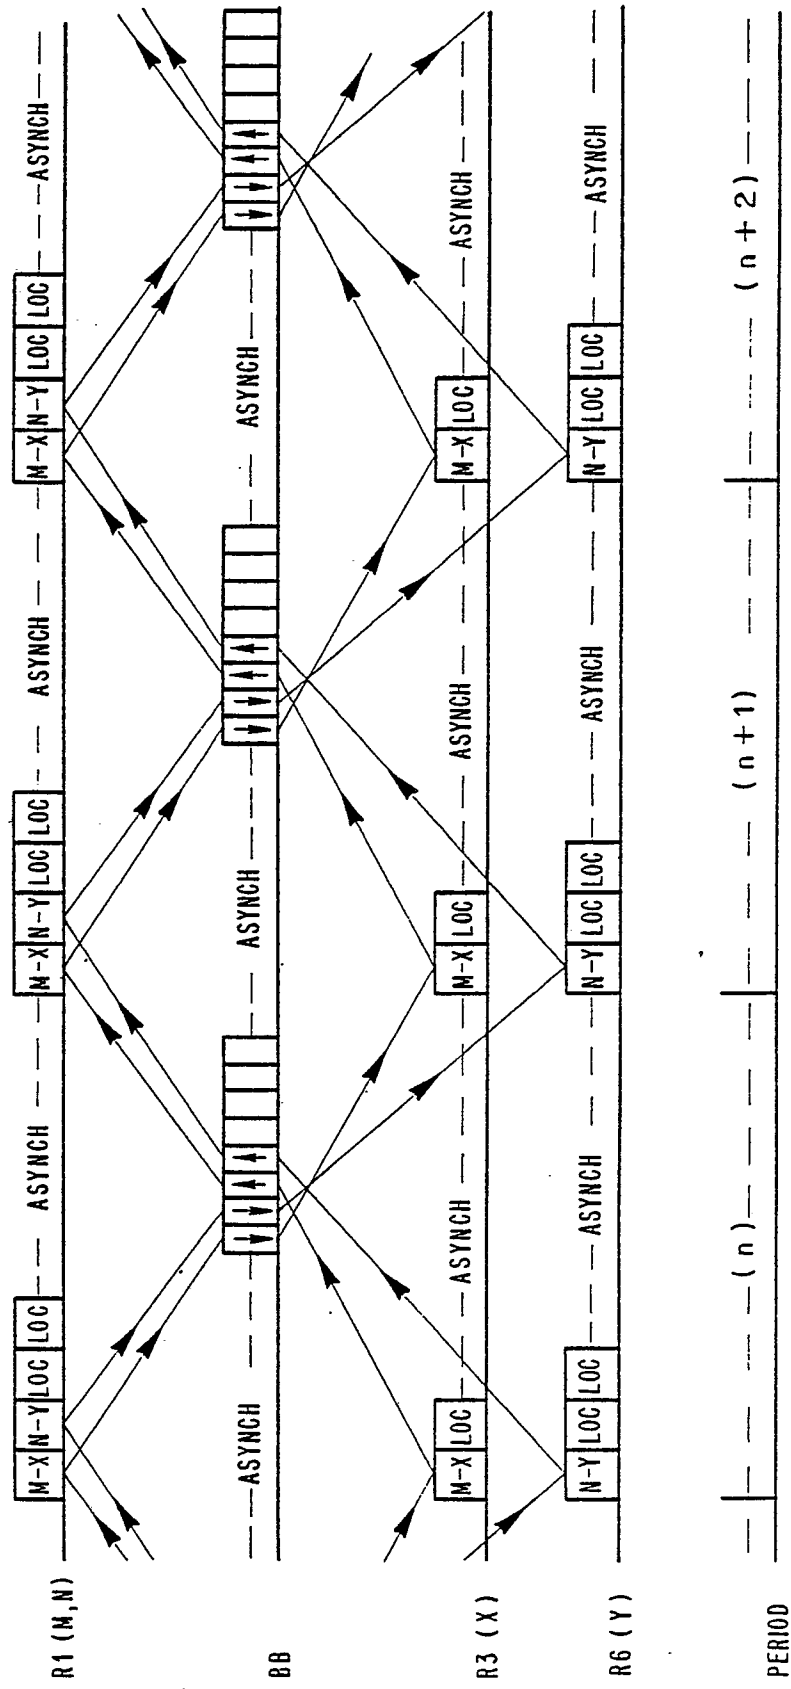 R1 (M,N)
M-X N-Y LOC LOC ASYNCH M-X N-Y LOC LOC ASYNCH M-X N-Y LOC LOC ASYNCH
BB
ASYNCH ASYNCH ASYNCH
R3 (X)
M-X LOC ASYNCH M-X LOC ASYNCH M-X LOC ASYNCH
R6 (Y)
N-Y LOC LOC ASYNCH N-Y LOC LOC ASYNCH N-Y LOC LOC ASYNCH
PERIOD
(n) (n+1) (n+2)